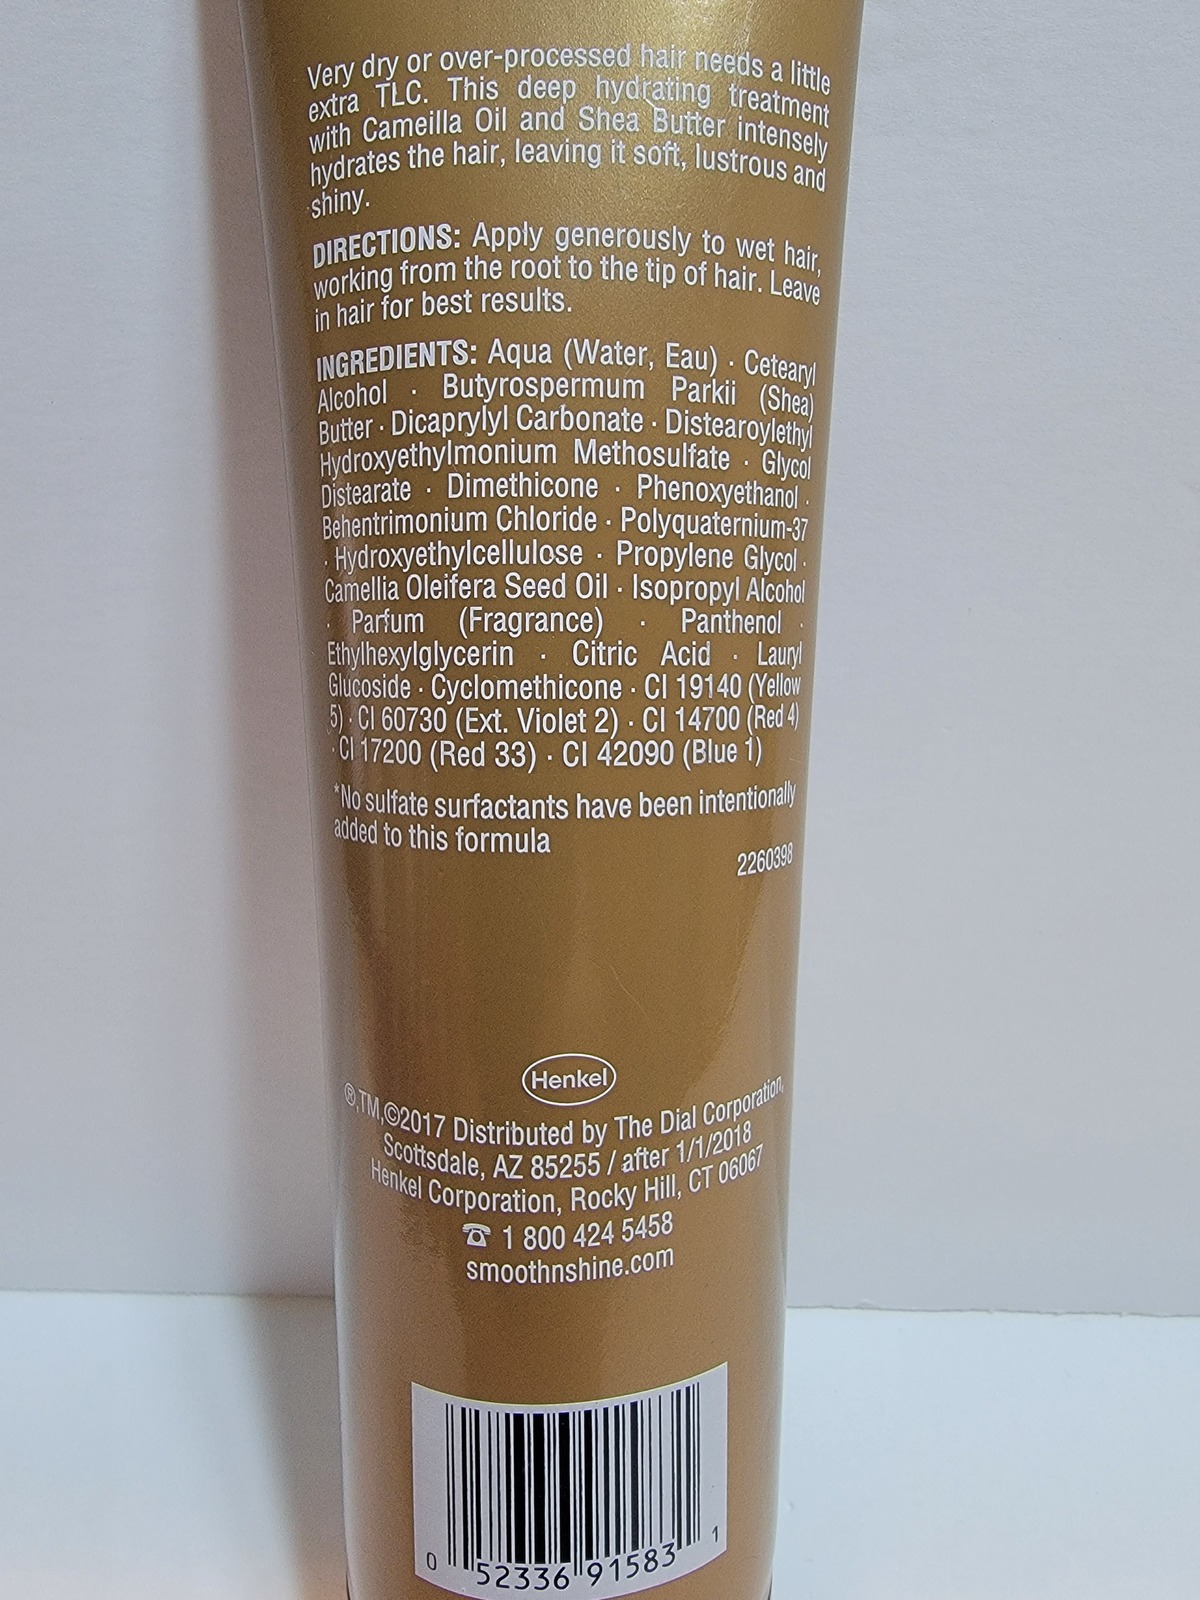 Very dry or over-processed hair needs a little
extra TLC. This deep hydrating treatment
with Cameilla Oil and Shea Butter intensely
hydrates the hair, leaving it soft, lustrous and
shiny.
DIRECTIONS: Apply generously to wet hair,
working from the root to the tip of hair. Leave
in hair for best results.
INGREDIENTS: Aqua (Water, Eau) · Cetearyl
Alcohol · Butyrospermum Parkii (Shea)
Butter · Dicaprylyl Carbonate · Distearoylethyl
Hydroxyethylmonium Methosulfate · Glycol
Distearate · Dimethicone · Phenoxyethanol ·
Behentrimonium Chloride · Polyquaternium-37
· Hydroxyethylcellulose · Propylene Glycol ·
Camellia Oleifera Seed Oil · Isopropyl Alcohol
· Parfum (Fragrance) · Panthenol ·
Ethylhexylglycerin · Citric Acid · Lauryl
Glucoside · Cyclomethicone · CI 19140 (Yellow
5) · CI 60730 (Ext. Violet 2) · CI 14700 (Red 4)
· CI 17200 (Red 33) · CI 42090 (Blue 1)
*No sulfate surfactants have been intentionally
added to this formula
2260398
Henkel
®,TM,©2017 Distributed by The Dial Corporation,
Scottsdale, AZ 85255 / after 1/1/2018
Henkel Corporation, Rocky Hill, CT 06067
☎ 1 800 424 5458
smoothnshine.com
0 52336 91583 1